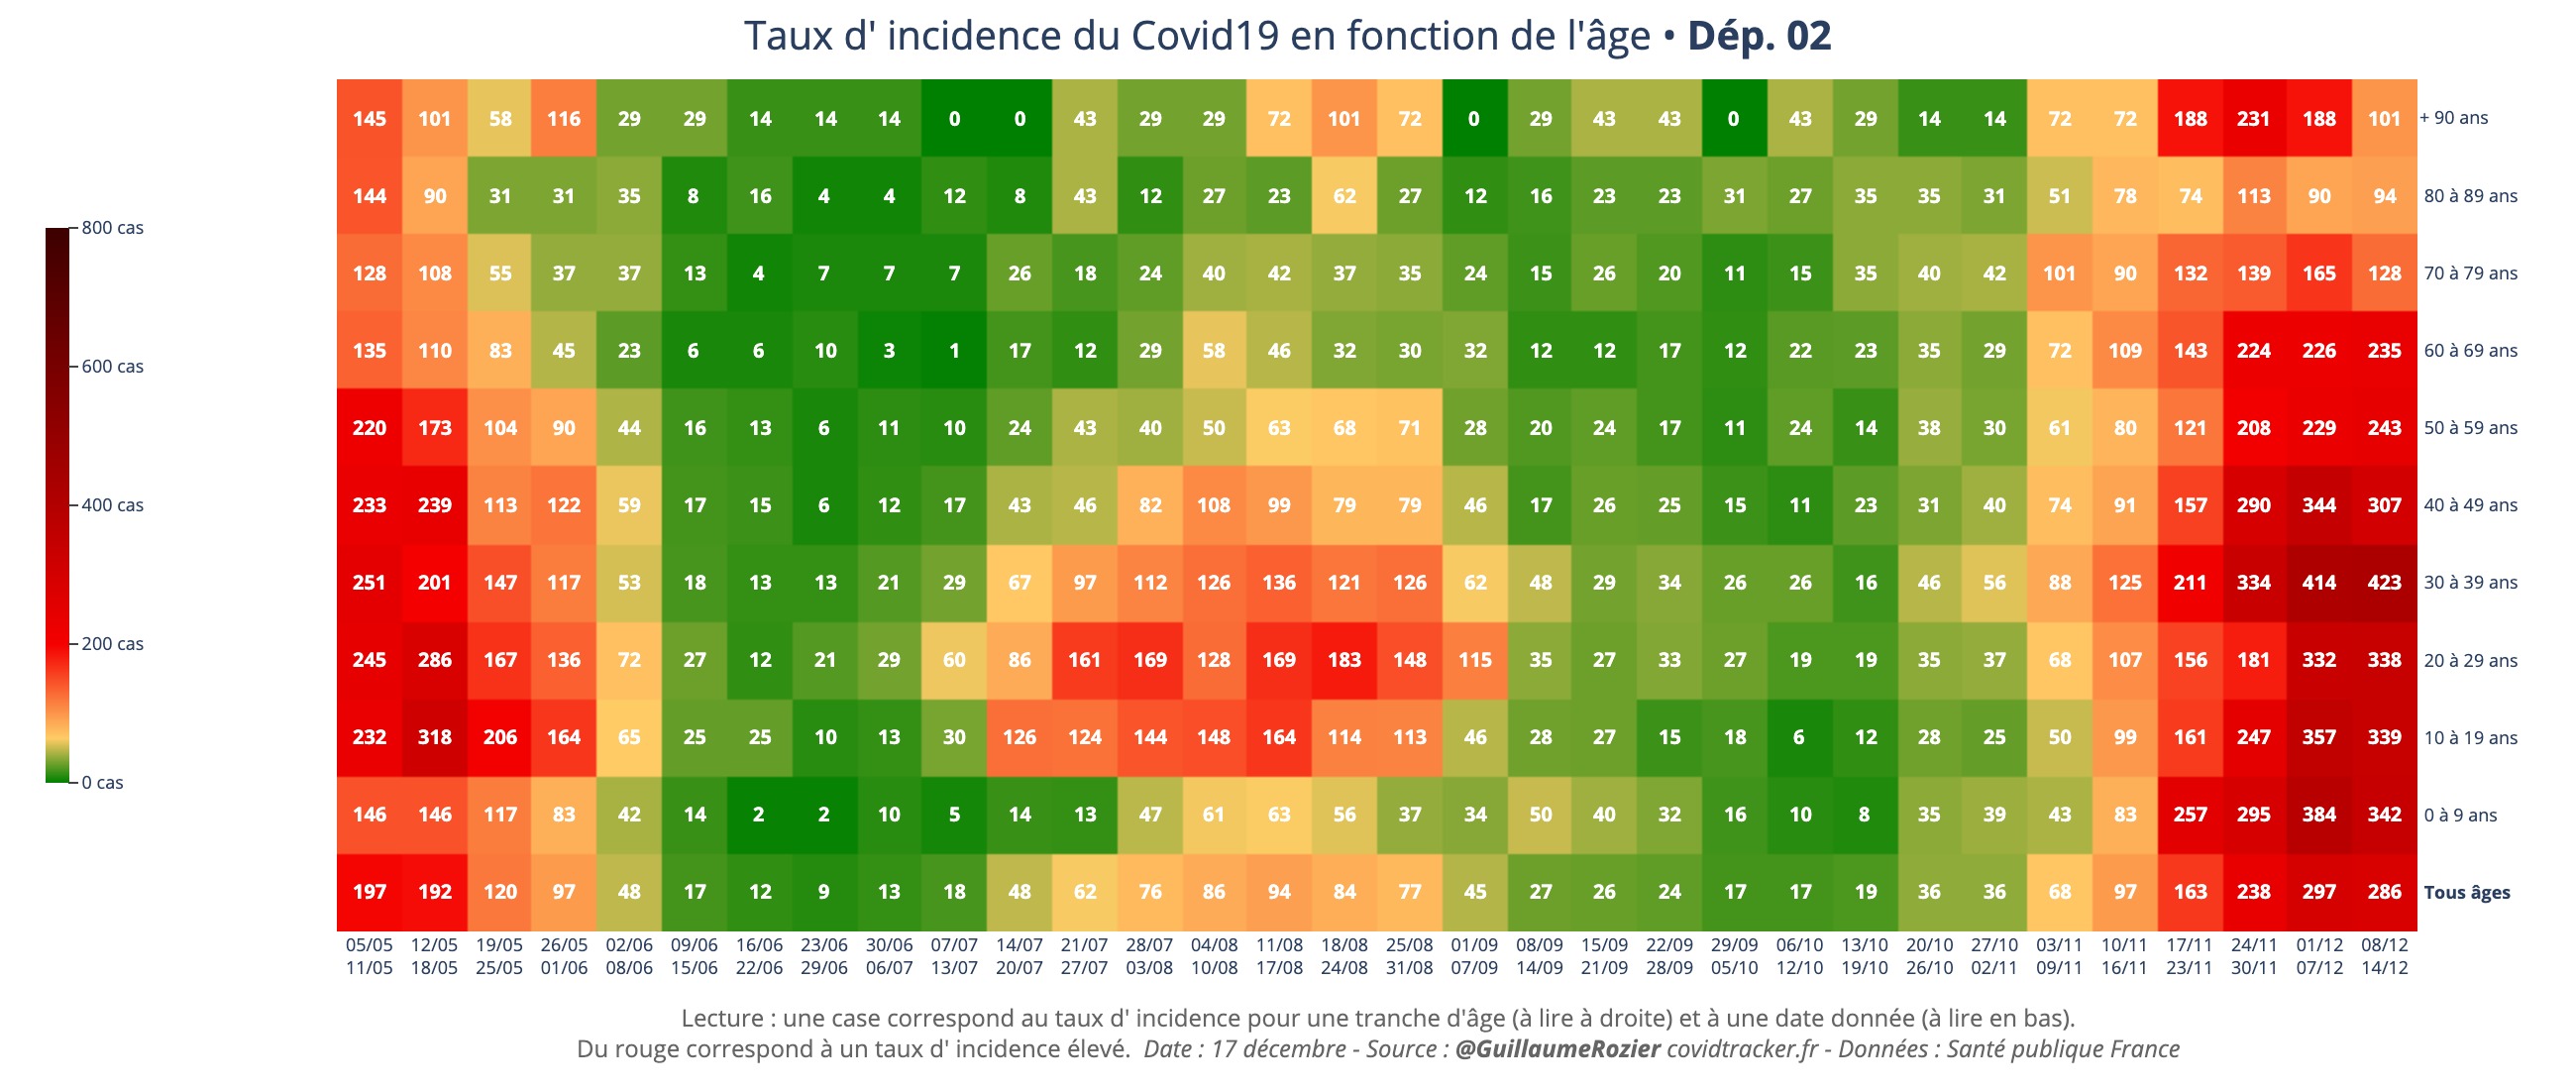 Taux d' incidence du Covid19 en fonction de l'âge • Dép. 02
800 cas
600 cas
400 cas
200 cas
0 cas
145 101 58 116 29 29 14 14 14 0 0 43 29 29 72 101 72 0 29 43 43 0 43 29 14 14 72 72 188 231 188 101 + 90 ans
144 90 31 31 35 8 16 4 4 12 8 43 12 27 23 62 27 12 16 23 23 31 27 35 35 31 51 78 74 113 90 94 80 à 89 ans
128 108 55 37 37 13 4 7 7 7 26 18 24 40 42 37 35 24 15 26 20 11 15 35 40 42 101 90 132 139 165 128 70 à 79 ans
135 110 83 45 23 6 6 10 3 1 17 12 29 58 46 32 30 32 12 12 17 12 22 23 35 29 72 109 143 224 226 235 60 à 69 ans
220 173 104 90 44 16 13 6 11 10 24 43 40 50 63 68 71 28 20 24 17 11 24 14 38 30 61 80 121 208 229 243 50 à 59 ans
233 239 113 122 59 17 15 6 12 17 43 46 82 108 99 79 79 46 17 26 25 15 11 23 31 40 74 91 157 290 344 307 40 à 49 ans
251 201 147 117 53 18 13 13 21 29 67 97 112 126 136 121 126 62 48 29 34 26 26 16 46 56 88 125 211 334 414 423 30 à 39 ans
245 286 167 136 72 27 12 21 29 60 86 161 169 128 169 183 148 115 35 27 33 27 19 19 35 37 68 107 156 181 332 338 20 à 29 ans
232 318 206 164 65 25 25 10 13 30 126 124 144 148 164 114 113 46 28 27 15 18 6 12 28 25 50 99 161 247 357 339 10 à 19 ans
146 146 117 83 42 14 2 2 10 5 14 13 47 61 63 56 37 34 50 40 32 16 10 8 35 39 43 83 257 295 384 342 0 à 9 ans
197 192 120 97 48 17 12 9 13 18 48 62 76 86 94 84 77 45 27 26 24 17 17 19 36 36 68 97 163 238 297 286 Tous âges
05/05 12/05 19/05 26/05 02/06 09/06 16/06 23/06 30/06 07/07 14/07 21/07 28/07 04/08 11/08 18/08 25/08 01/09 08/09 15/09 22/09 29/09 06/10 13/10 20/10 27/10 03/11 10/11 17/11 24/11 01/12 08/12
11/05 18/05 25/05 01/06 08/06 15/06 22/06 29/06 06/07 13/07 20/07 27/07 03/08 10/08 17/08 24/08 31/08 07/09 14/09 21/09 28/09 05/10 12/10 19/10 26/10 02/11 09/11 16/11 23/11 30/11 07/12 14/12
Lecture : une case correspond au taux d' incidence pour une tranche d'âge (à lire à droite) et à une date donnée (à lire en bas).
Du rouge correspond à un taux d' incidence élevé. Date : 17 décembre - Source : @GuillaumeRozier covidtracker.fr - Données : Santé publique France